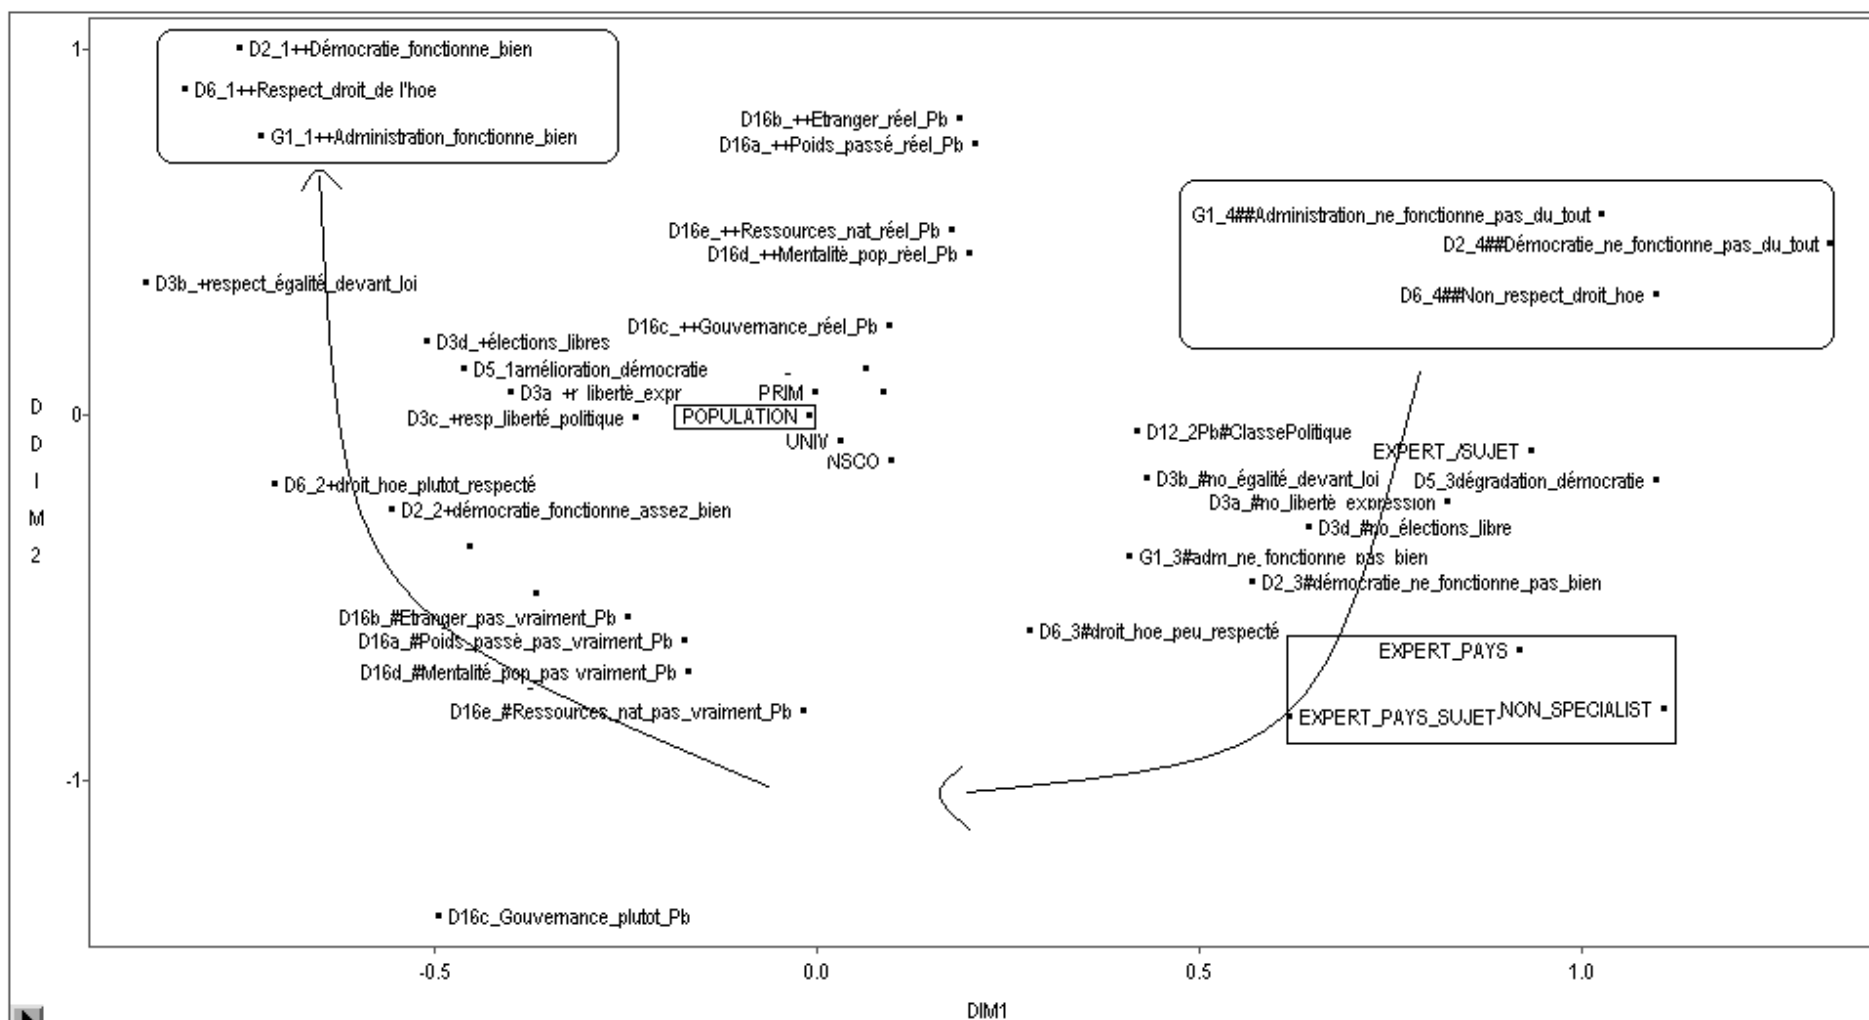 1
D2_1++Démocratie_fonctionne_bien
D6_1++Respect_droit_de l'hoe
G1_1++Administration_fonctionne_bien
D16b_++Etranger_réel_Pb
D16a_++Poids_passé_réel_Pb
G1_4##Administration_ne_fonctionne_pas_du_tout
D16e_++Ressources_nat_réel_Pb
D2_4##Démocratie_ne_fonctionne_pas_du_tout
D16d_++Mentalité_pop_réel_Pb
D3b_+respect_égalité_devant_loi
D6_4##Non_respect_droit_hoe
D16c_++Gouvernance_réel_Pb
D3d_+élections_libres
D5_1amélioration_démocratie
D3a_+r_liberté_expr
PRIM
0
D3c_+resp_liberté_politique
POPULATION
D12_2Pb#ClassePolitique
UNIV
EXPERT_/SUJET
NSCO
D6_2+droit_hoe_plutot_respecté
D3b_#no_égalité_devant_loi
D5_3dégradation_démocratie
D2_2+démocratie_fonctionne_assez_bien
D3a_#no_liberté_expression
D3d_#no_élections_libre
G1_3#adm_ne_fonctionne_pas_bien
D2_3#démocratie_ne_fonctionne_pas_bien
D16b_#Etranger_pas_vraiment_Pb
D6_3#droit_hoe_peu_respecté
D16a_#Poids_passé_pas_vraiment_Pb
EXPERT_PAYS
D16d_#Mentalité_pop_pas vraiment_Pb
D16e_#Ressources_nat_pas_vraiment_Pb
EXPERT_PAYS_SUJET
NON_SPECIALIST
-1
D16c_Gouvernance_plutot_Pb
D
D
I
M
2
-0.5
0.0
0.5
1.0
DIM1